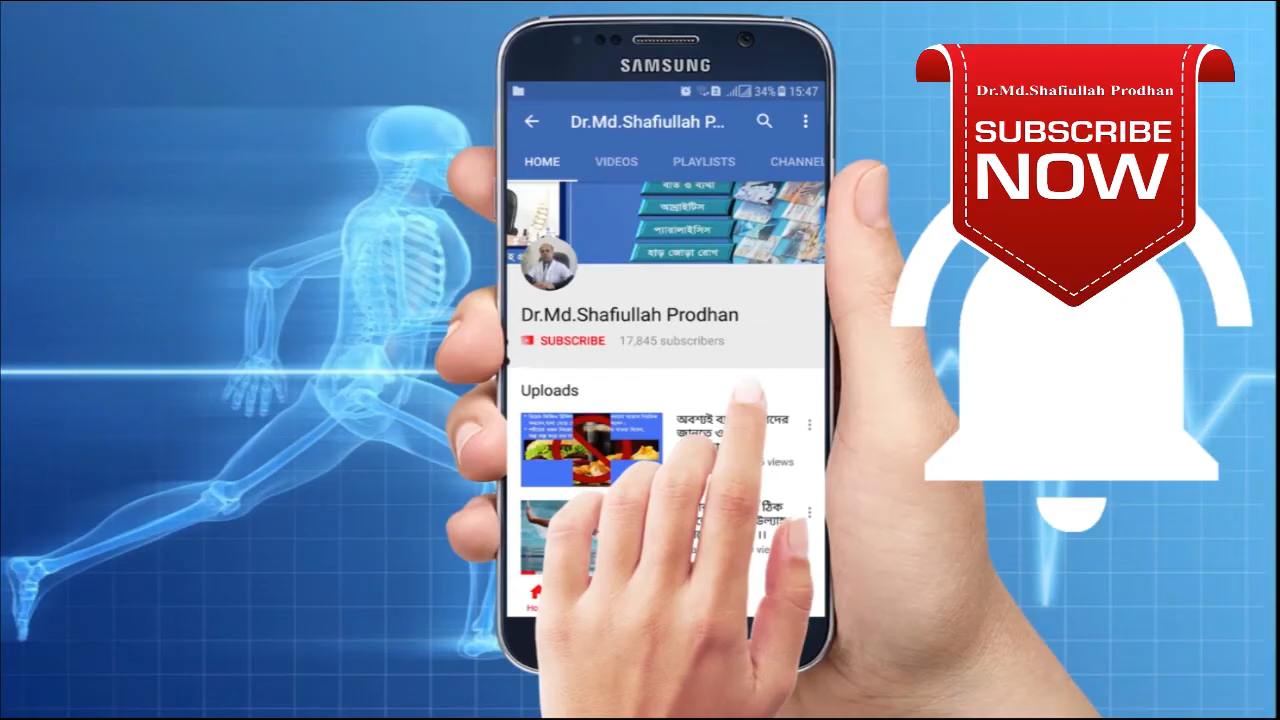 SAMSUNG
34% 15:47
Dr.Md.Shafiullah P...
HOME VIDEOS PLAYLISTS CHANNEL
বাত ও ব্যথা
আর্থ্রাইটিস
প্যারালাইসিস
হাড় জোড়া রোগ
Dr.Md.Shafiullah Prodhan
SUBSCRIBE 17,845 subscribers
Uploads
অবশ্যই
জানতে ও
views
ঠিক
Dr.Md.Shafiullah Prodhan
SUBSCRIBE
NOW